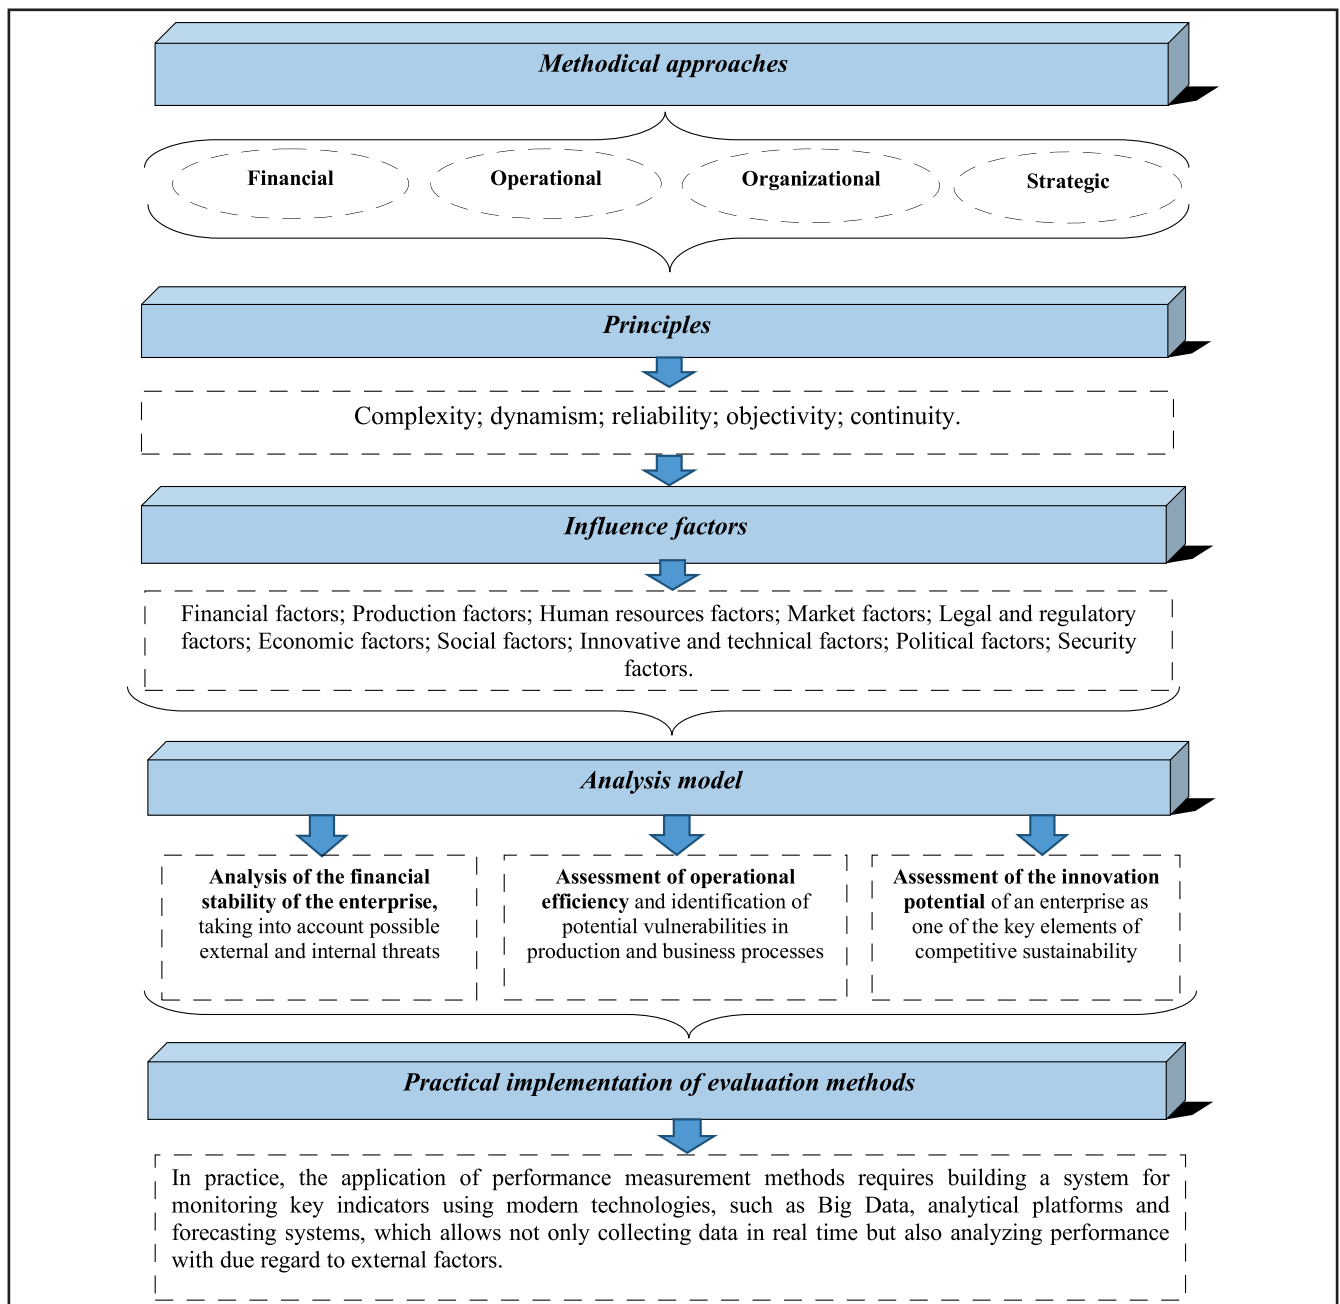 Methodical approaches
Financial
Operational
Organizational
Strategic
Principles
Complexity; dynamism; reliability; objectivity; continuity.
Influence factors
Financial factors; Production factors; Human resources factors; Market factors; Legal and regulatory
factors; Economic factors; Social factors; Innovative and technical factors; Political factors; Security
factors.
Analysis model
Analysis of the financial
stability of the enterprise,
taking into account possible
external and internal threats
Assessment of operational
efficiency and identification of
potential vulnerabilities in
production and business processes
Assessment of the innovation
potential of an enterprise as
one of the key elements of
competitive sustainability
Practical implementation of evaluation methods
In practice, the application of performance measurement methods requires building a system for
monitoring key indicators using modern technologies, such as Big Data, analytical platforms and
forecasting systems, which allows not only collecting data in real time but also analyzing performance
with due regard to external factors.